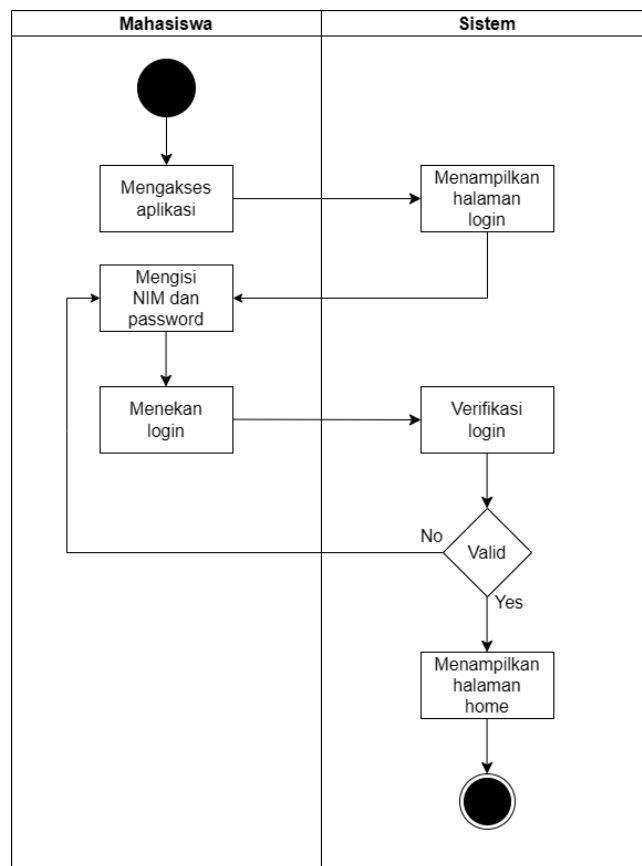 Mahasiswa
Sistem
Mengakses
aplikasi
Menampilkan
halaman
login
Mengisi
NIM dan
password
Menekan
login
Verifikasi
login
No
Valid
Yes
Menampilkan
halaman
home